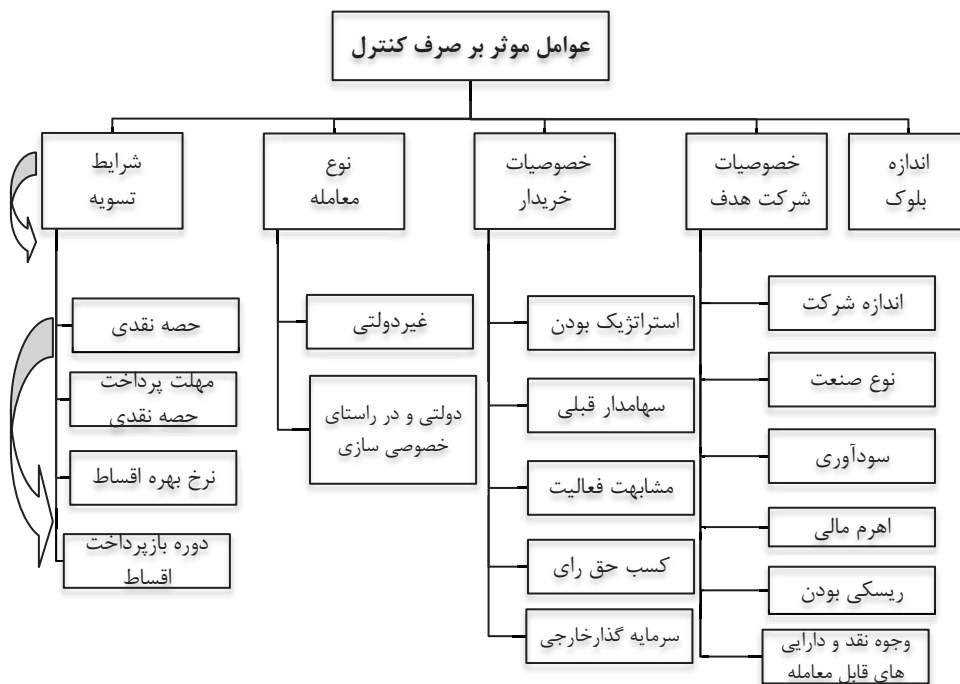 عوامل موثر بر صرف کنترل
اندازه
بلوک
خصوصیات
شرکت هدف
خصوصیات
خریدار
نوع
معامله
شرایط
تسویه
اندازه شرکت
نوع صنعت
سودآوری
اهرم مالی
ریسکی بودن
وجوه نقد و دارایی
های قابل معامله
استراتژیک بودن
سهامدار قبلی
مشابهت فعالیت
کسب حق رای
سرمایه گذارخارجی
غیردولتی
دولتی و در راستای
خصوصی سازی
حصه نقدی
مهلت پرداخت
حصه نقدی
نرخ بهره اقساط
دوره بازپرداخت
اقساط